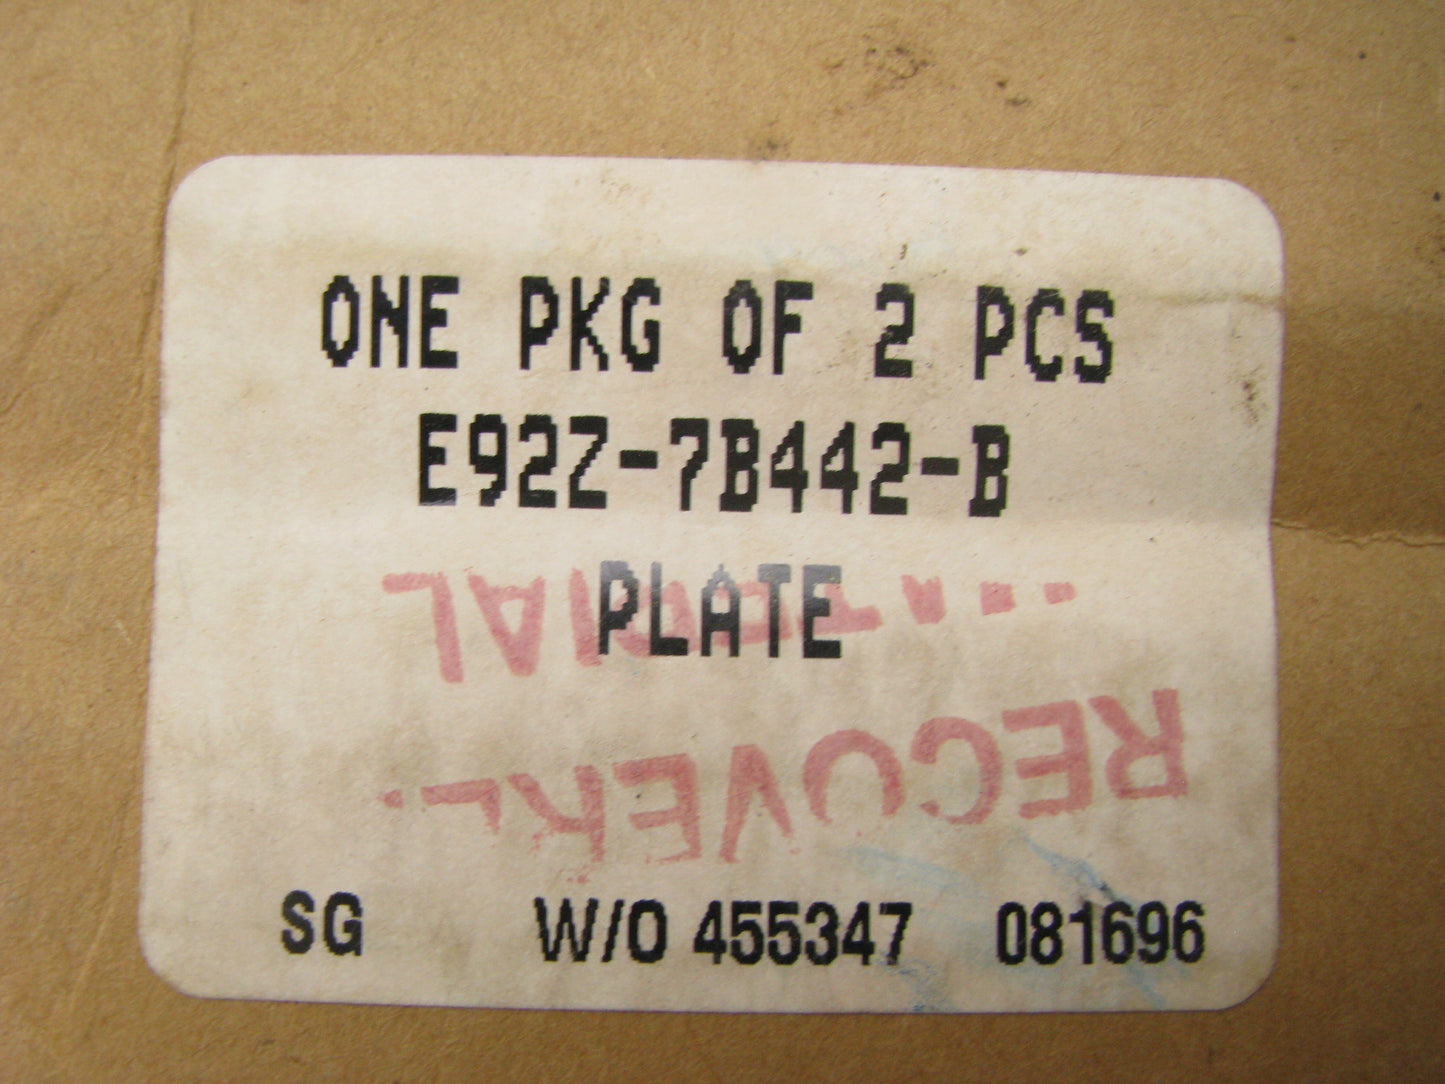 ONE PKG OF 2 PCS
E92Z-7B442-B
PLATE
SG W/O 455347 081696